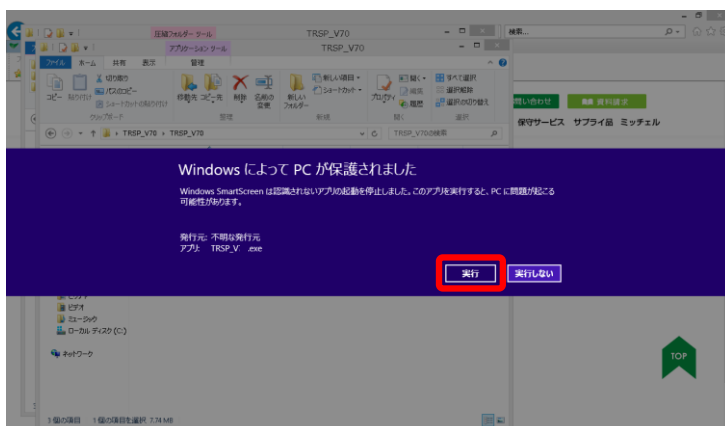 圧縮フォルダー ツール
TRSP_V70
検索...
アプリケーション ツール
TRSP_V70
ファイル
ホーム
共有
表示
管理
コピー
貼り付け
切り取り
パスのコピー
ショートカットの貼り付け
移動先
コピー先
削除
名前の
変更
新しい
フォルダー
新しいアイテム
ショートカット
プロパティ
開く
編集
履歴
すべて選択
選択解除
選択の切り替え
クリップボード
整理
新規
開く
選択
問い合わせ
資料請求
保守サービス サプライ品 ミッチェル
TRSP_V70
TRSP_V70
TRSP_V70の検索
Windows によって PC が保護されました
Windows SmartScreen は認識されないアプリの起動を停止しました。このアプリを実行すると、PC に問題が起こる
可能性があります。
発行元: 不明な発行元
アプリ: TRSP_V .exe
実行
実行しない
ビデオ
ミュージック
ローカル ディスク (C:)
ネットワーク
TOP
3 個の項目
1 個の項目を選択 7.74 MB